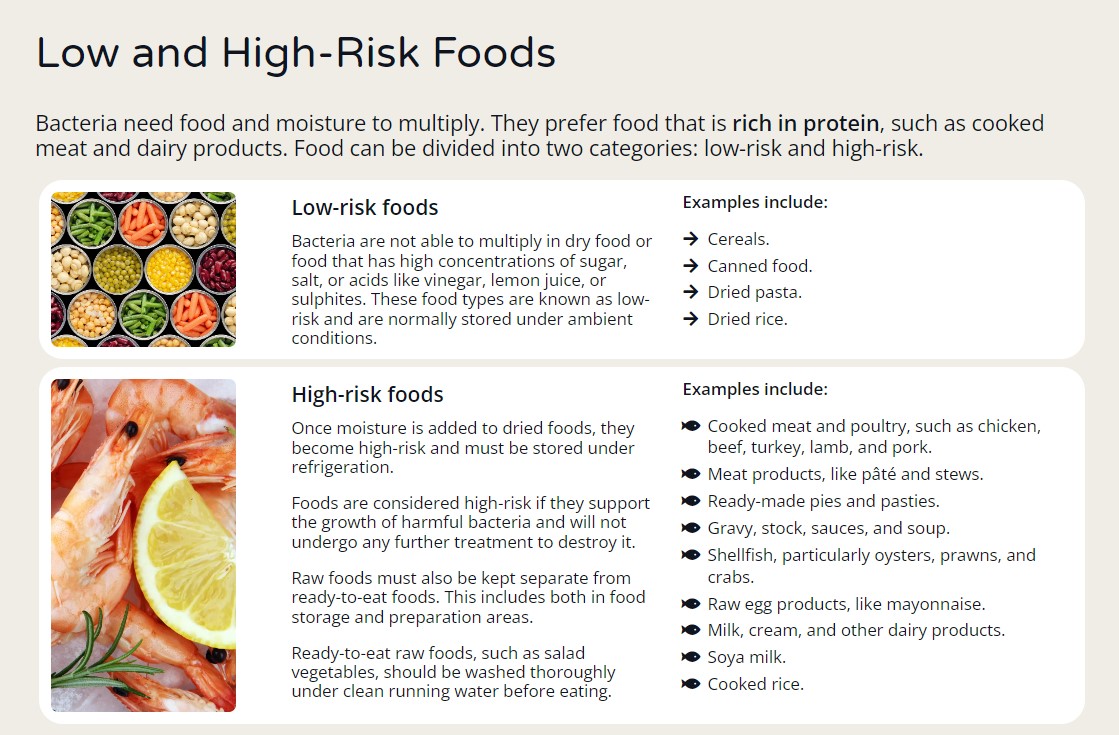 Low and High-Risk Foods
Bacteria need food and moisture to multiply. They prefer food that is rich in protein, such as cooked
meat and dairy products. Food can be divided into two categories: low-risk and high-risk.
Low-risk foods
Bacteria are not able to multiply in dry food or
food that has high concentrations of sugar,
salt, or acids like vinegar, lemon juice, or
sulphites. These food types are known as low-
risk and are normally stored under ambient
conditions.
Examples include:
Cereals.
Canned food.
Dried pasta.
Dried rice.
High-risk foods
Once moisture is added to dried foods, they
become high-risk and must be stored under
refrigeration.
Foods are considered high-risk if they support
the growth of harmful bacteria and will not
undergo any further treatment to destroy it.
Raw foods must also be kept separate from
ready-to-eat foods. This includes both in food
storage and preparation areas.
Ready-to-eat raw foods, such as salad
vegetables, should be washed thoroughly
under clean running water before eating.
Examples include:
Cooked meat and poultry, such as chicken,
beef, turkey, lamb, and pork.
Meat products, like pâté and stews.
Ready-made pies and pasties.
Gravy, stock, sauces, and soup.
Shellfish, particularly oysters, prawns, and
crabs.
Raw egg products, like mayonnaise.
Milk, cream, and other dairy products.
Soya milk.
Cooked rice.